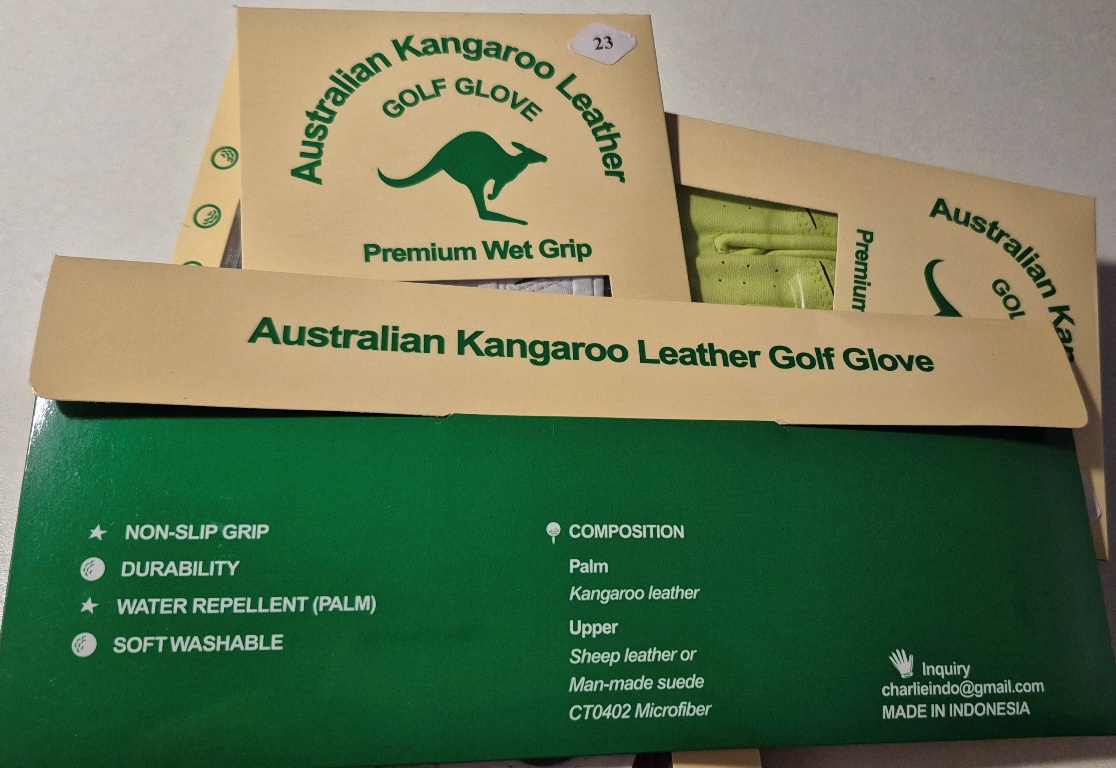 Australian Kangaroo Leather
GOLF GLOVE
23
Premium Wet Grip
Australian
GOL
Premium
Australian Kangaroo Leather Golf Glove
NON-SLIP GRIP
DURABILITY
WATER REPELLENT (PALM)
SOFT WASHABLE
COMPOSITION
Palm
Kangaroo leather
Upper
Sheep leather or
Man-made suede
CT0402 Microfiber
Inquiry
charlieindo@gmail.com
MADE IN INDONESIA